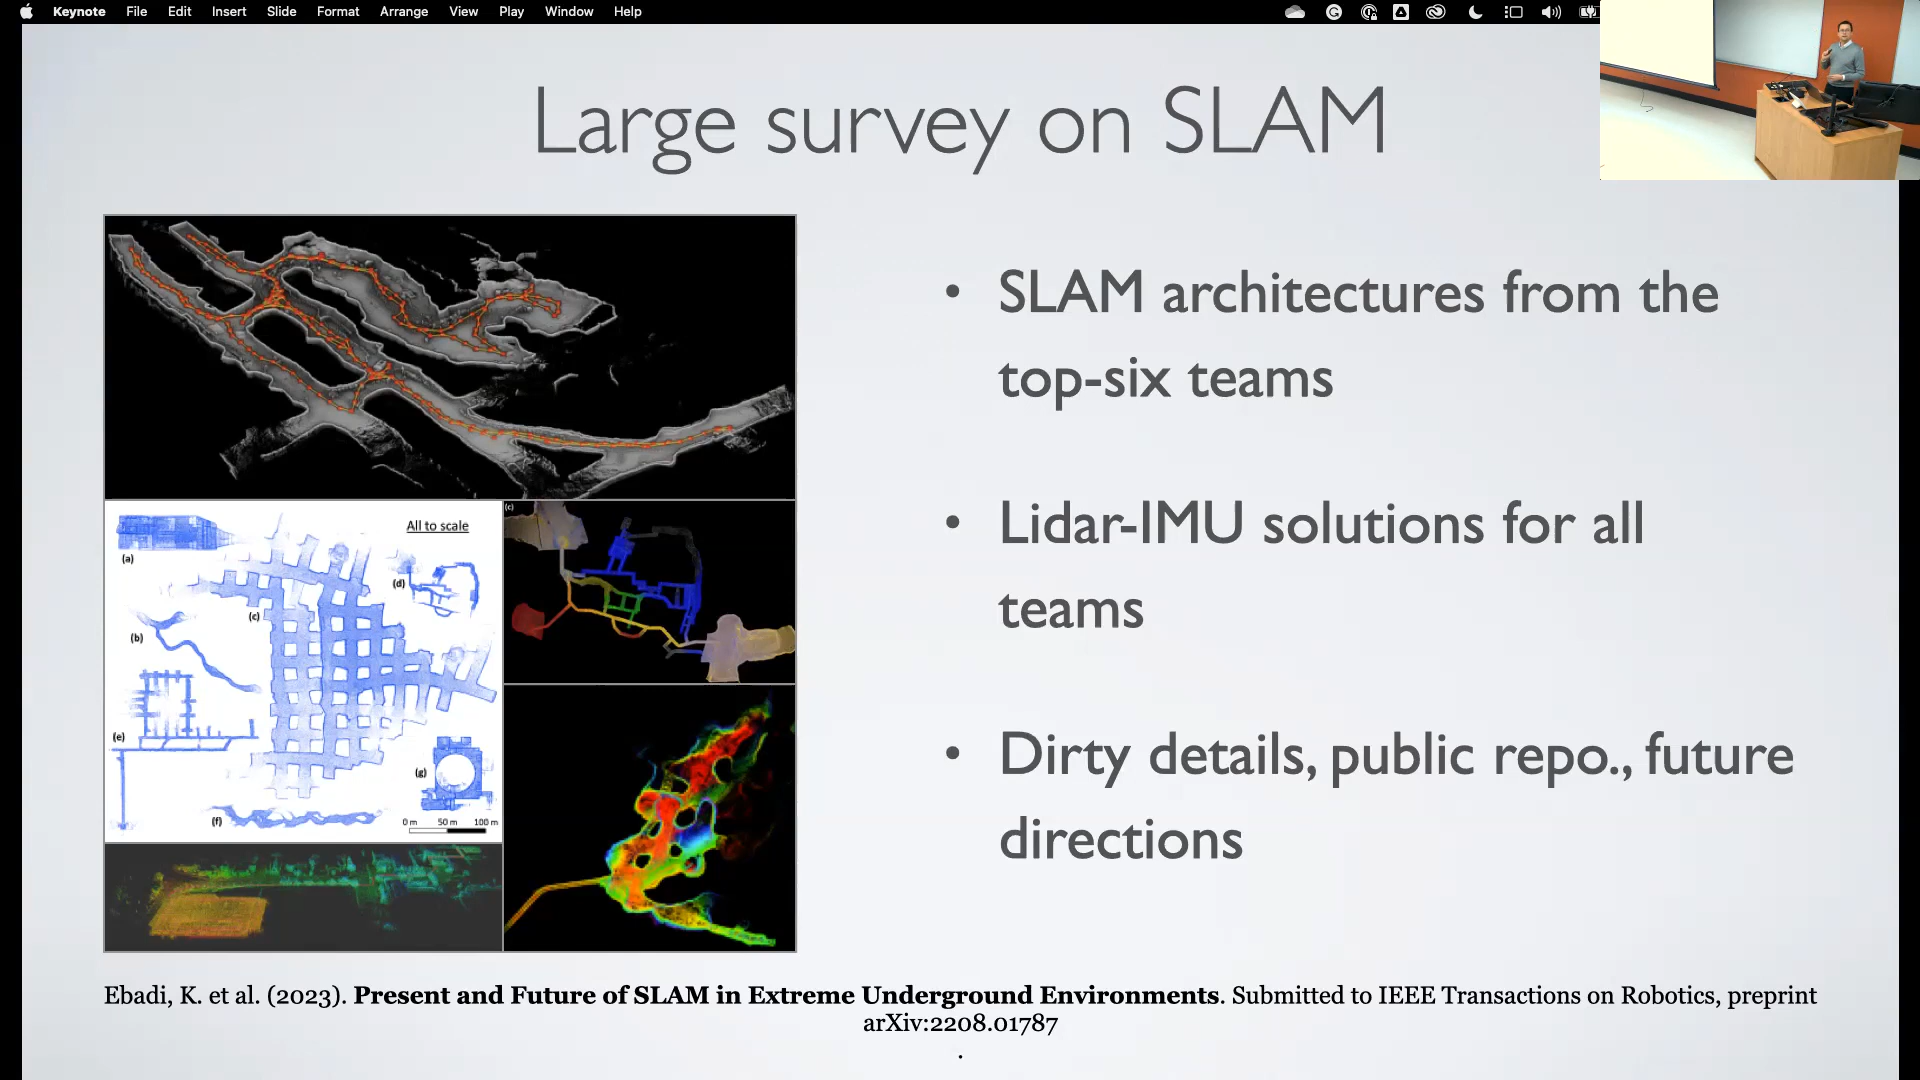 Keynote File Edit Insert Slide Format Arrange View Play Window Help
Large survey on SLAM
• SLAM architectures from the
top-six teams
• Lidar-IMU solutions for all
teams
• Dirty details, public repo., future
directions
All to scale
(a)
(b)
(c)
(d)
(e)
(f)
(g)
0 m 50 m 100 m
(c)
Ebadi, K. et al. (2023). Present and Future of SLAM in Extreme Underground Environments. Submitted to IEEE Transactions on Robotics, preprint
arXiv:2208.01787
.